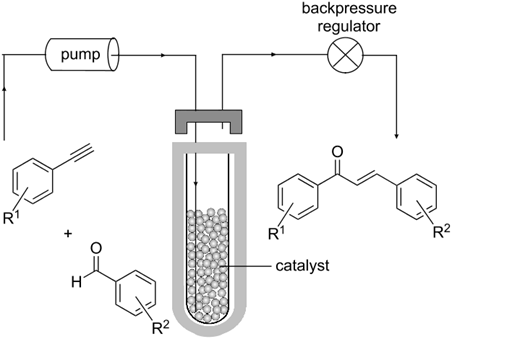 backpressure
regulator
pump
O
R¹
R¹
R²
+
O
H
catalyst
R²